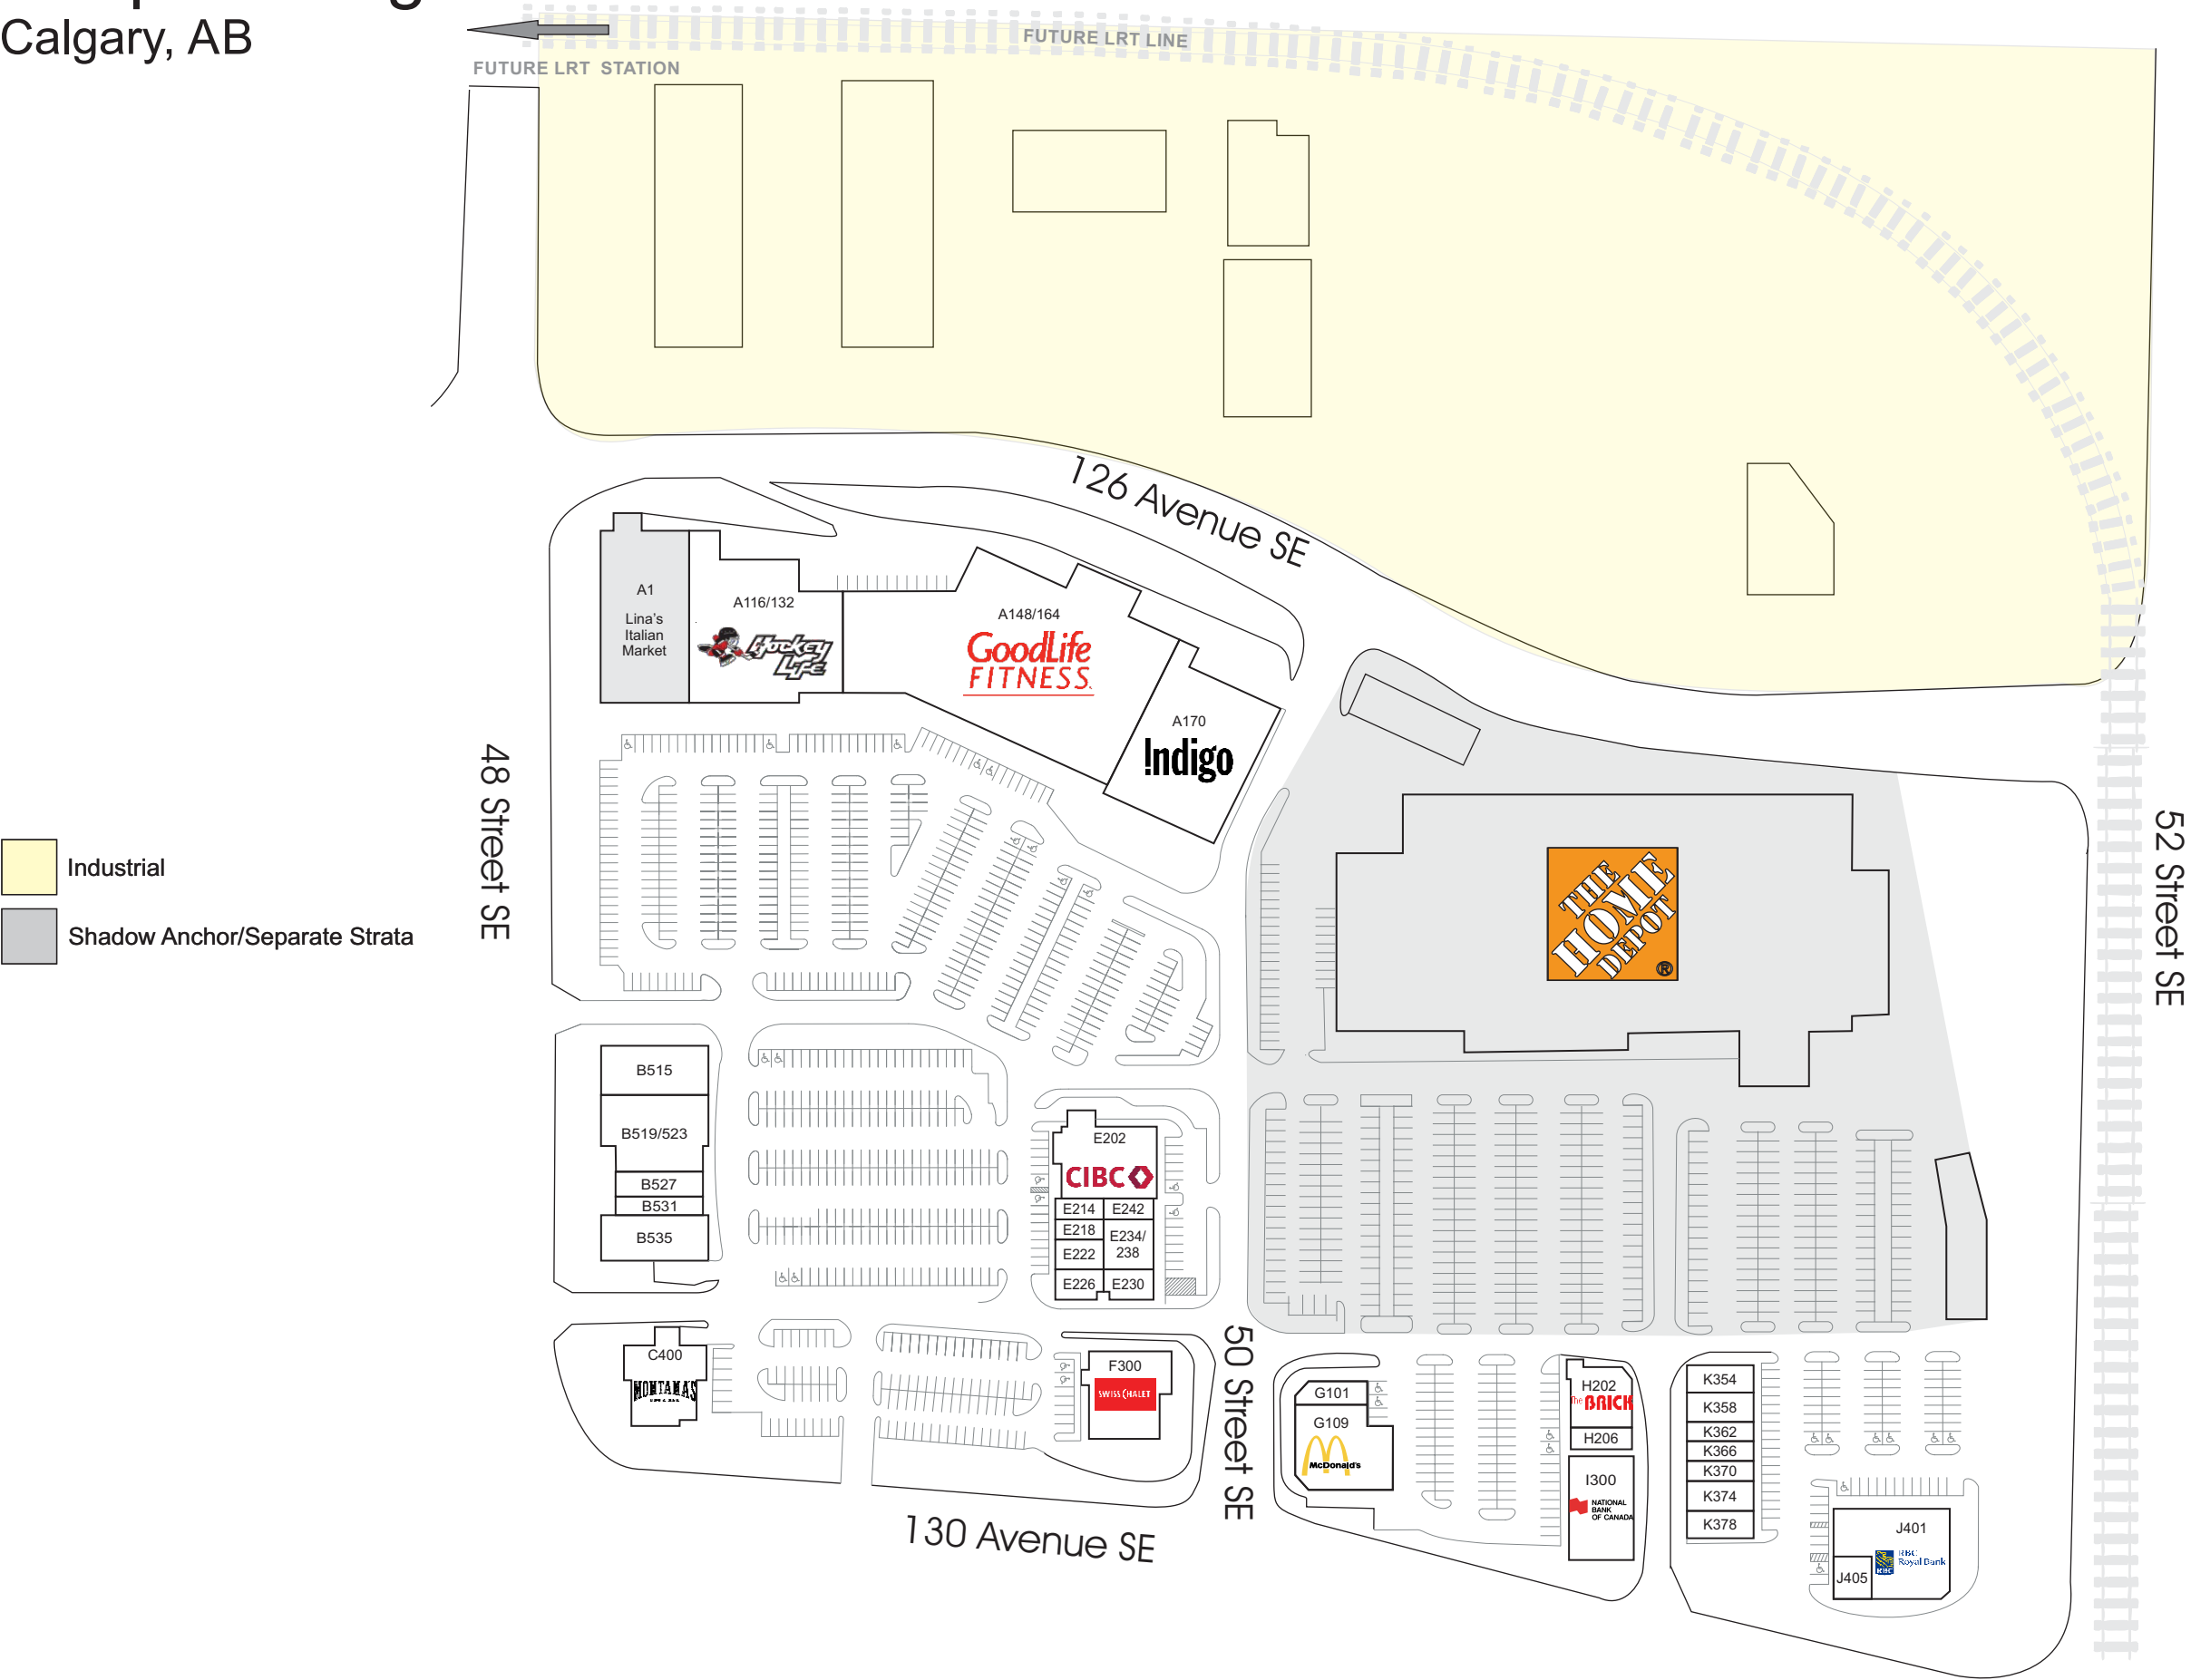 Calgary, AB
FUTURE LRT LINE
FUTURE LRT STATION
126 Avenue SE
A1
Lina's
Italian
Market
A116/132
HOCKEY
LIFE
A148/164
GoodLife
FITNESS
A170
Indigo
48 Street SE
52 Street SE
THE
HOME
DEPOT
®
Industrial
Shadow Anchor/Separate Strata
B515
B519/523
B527
B531
B535
E202
CIBC
E214
E242
E218
E234/
238
E222
E226
E230
C400
MONTANA'S
F300
SWISS CHALET
50 Street SE
G101
G109
McDonald's
H202
The BRICK
H206
I300
NATIONAL
BANK
OF CANADA
K354
K358
K362
K366
K370
K374
K378
J401
RBC
Royal Bank
RBC
J405
130 Avenue SE